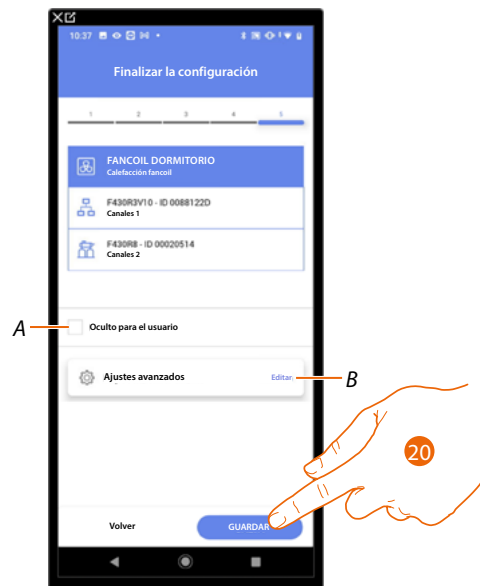 10:37
Finalizar la configuración
1 2 3 4 5
FANCOIL DORMITORIO
Calefacción fancoil
F430R3V10 - ID 0088122D
Canales 1
F430R8 - ID 00020514
Canales 2
A
Oculto para el usuario
Ajustes avanzados
Editar
B
20
Volver
GUARDAR